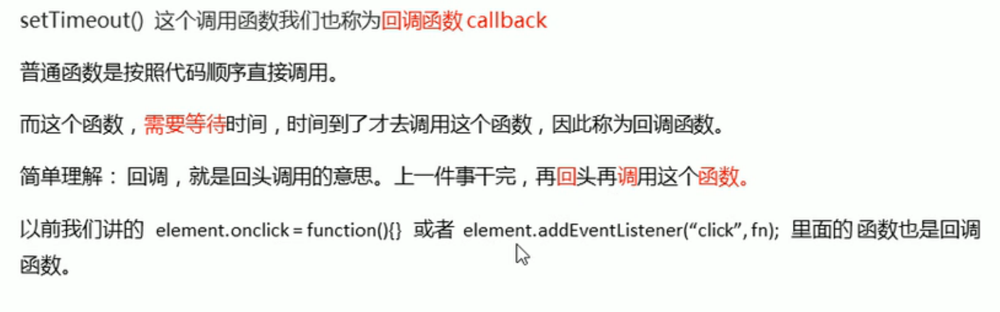 setTimeout() 这个调用函数我们也称为回调函数 callback
普通函数是按照代码顺序直接调用。
而这个函数，需要等待时间，时间到了才去调用这个函数，因此称为回调函数。
简单理解： 回调，就是回头调用的意思。上一件事干完，再回头再调用这个函数。
以前我们讲的 element.onclick = function(){} 或者 element.addEventListener(“click”, fn); 里面的 函数也是回调
函数。